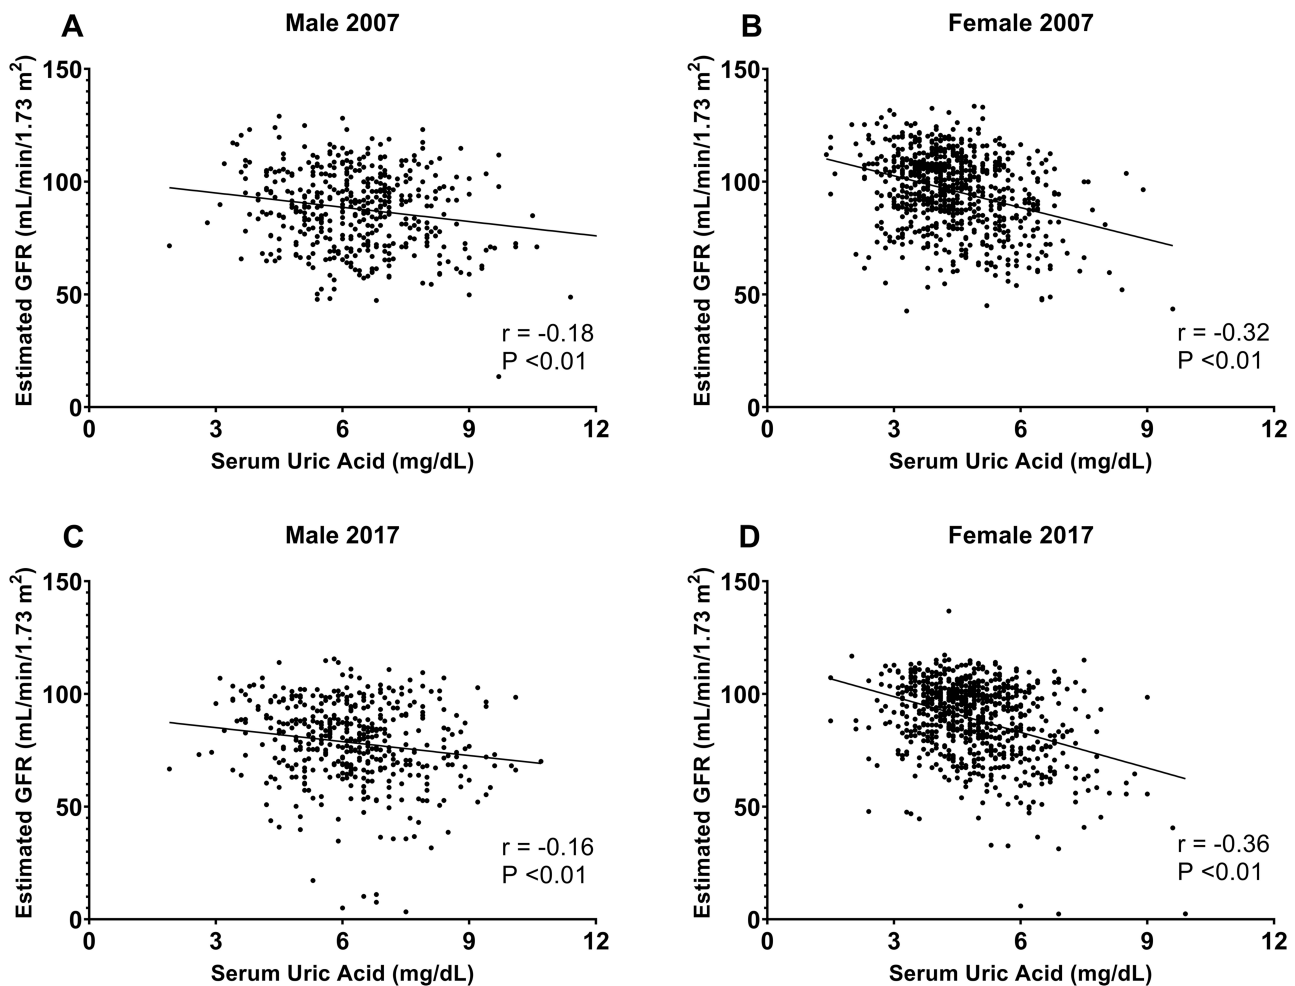 A
Male 2007
Estimated GFR (mL/min/1.73 m²)
150
100
50
0
0 3 6 9 12
r = -0.18
P <0.01
Serum Uric Acid (mg/dL)
B
Female 2007
Estimated GFR (mL/min/1.73 m²)
150
100
50
0
0 3 6 9 12
r = -0.32
P <0.01
Serum Uric Acid (mg/dL)
C
Male 2017
Estimated GFR (mL/min/1.73 m²)
150
100
50
0
0 3 6 9 12
r = -0.16
P <0.01
Serum Uric Acid (mg/dL)
D
Female 2017
Estimated GFR (mL/min/1.73 m²)
150
100
50
0
0 3 6 9 12
r = -0.36
P <0.01
Serum Uric Acid (mg/dL)